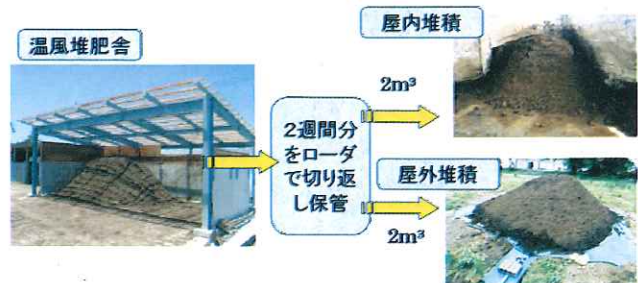 温風堆肥舎
2週間分
をローダ
で切り返
し保管
屋内堆積
2m³
屋外堆積
2m³